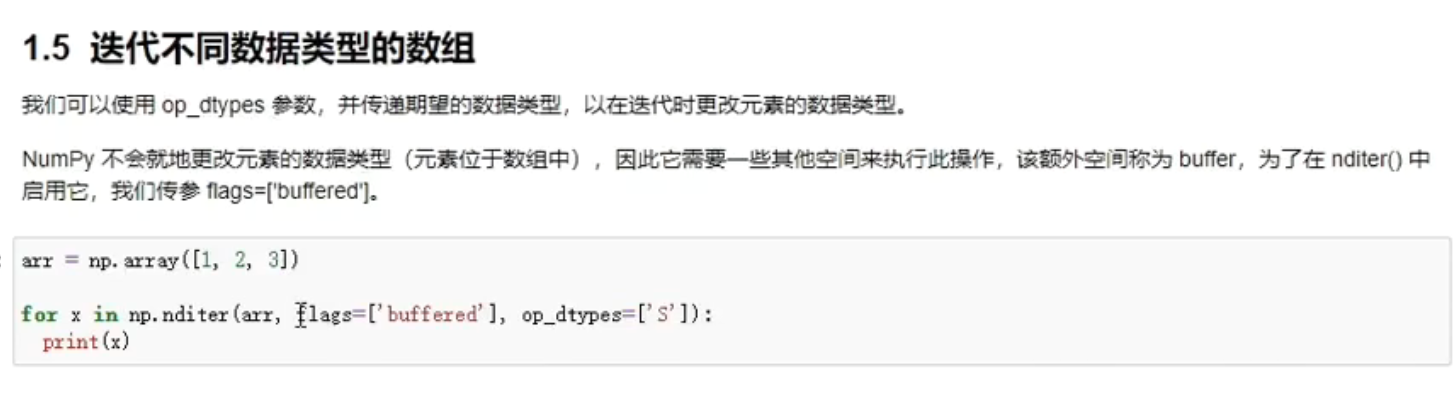 1.5 迭代不同数据类型的数组
我们可以使用 op_dtypes 参数，并传递期望的数据类型，以在迭代时更改元素的数据类型。
NumPy 不会就地更改元素的数据类型（元素位于数组中），因此它需要一些其他空间来执行此操作，该额外空间称为 buffer，为了在 nditer() 中
启用它，我们传参 flags=['buffered']。
arr = np.array([1, 2, 3])
for x in np.nditer(arr, flags=['buffered'], op_dtypes=['S']):
  print(x)